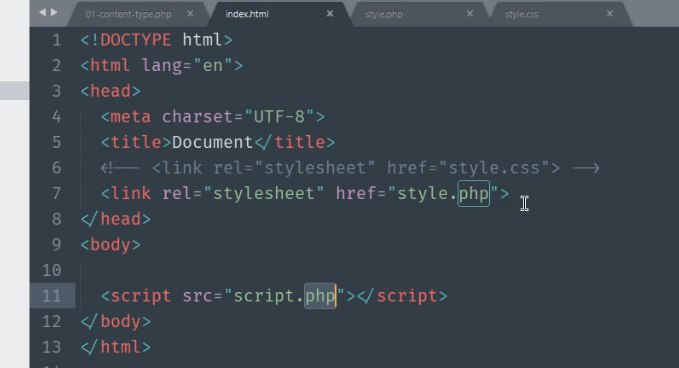 01-content-type.php × index.html × style.php × style.css ×
1 <!DOCTYPE html>
2 <html lang="en">
3 <head>
4 <meta charset="UTF-8">
5 <title>Document</title>
6 <!-- <link rel="stylesheet" href="style.css"> -->
7 <link rel="stylesheet" href="style.php">
8 </head>
9 <body>
10
11 <script src="script.php"></script>
12 </body>
13 </html>